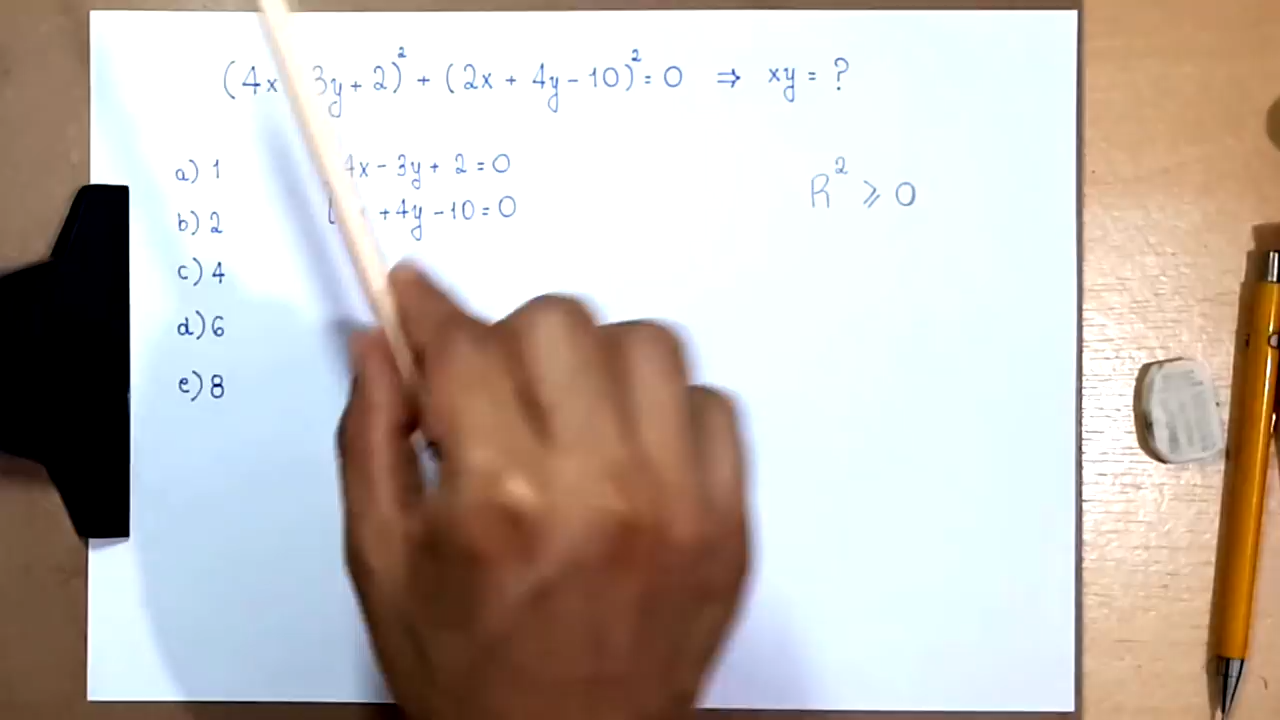 (4x 3y + 2)² + (2x + 4y - 10)² = 0 ⇒ xy = ?
a) 1
4x - 3y + 2 = 0
R² ⩾ 0
b) 2
+ 4y - 10 = 0
c) 4
d) 6
e) 8